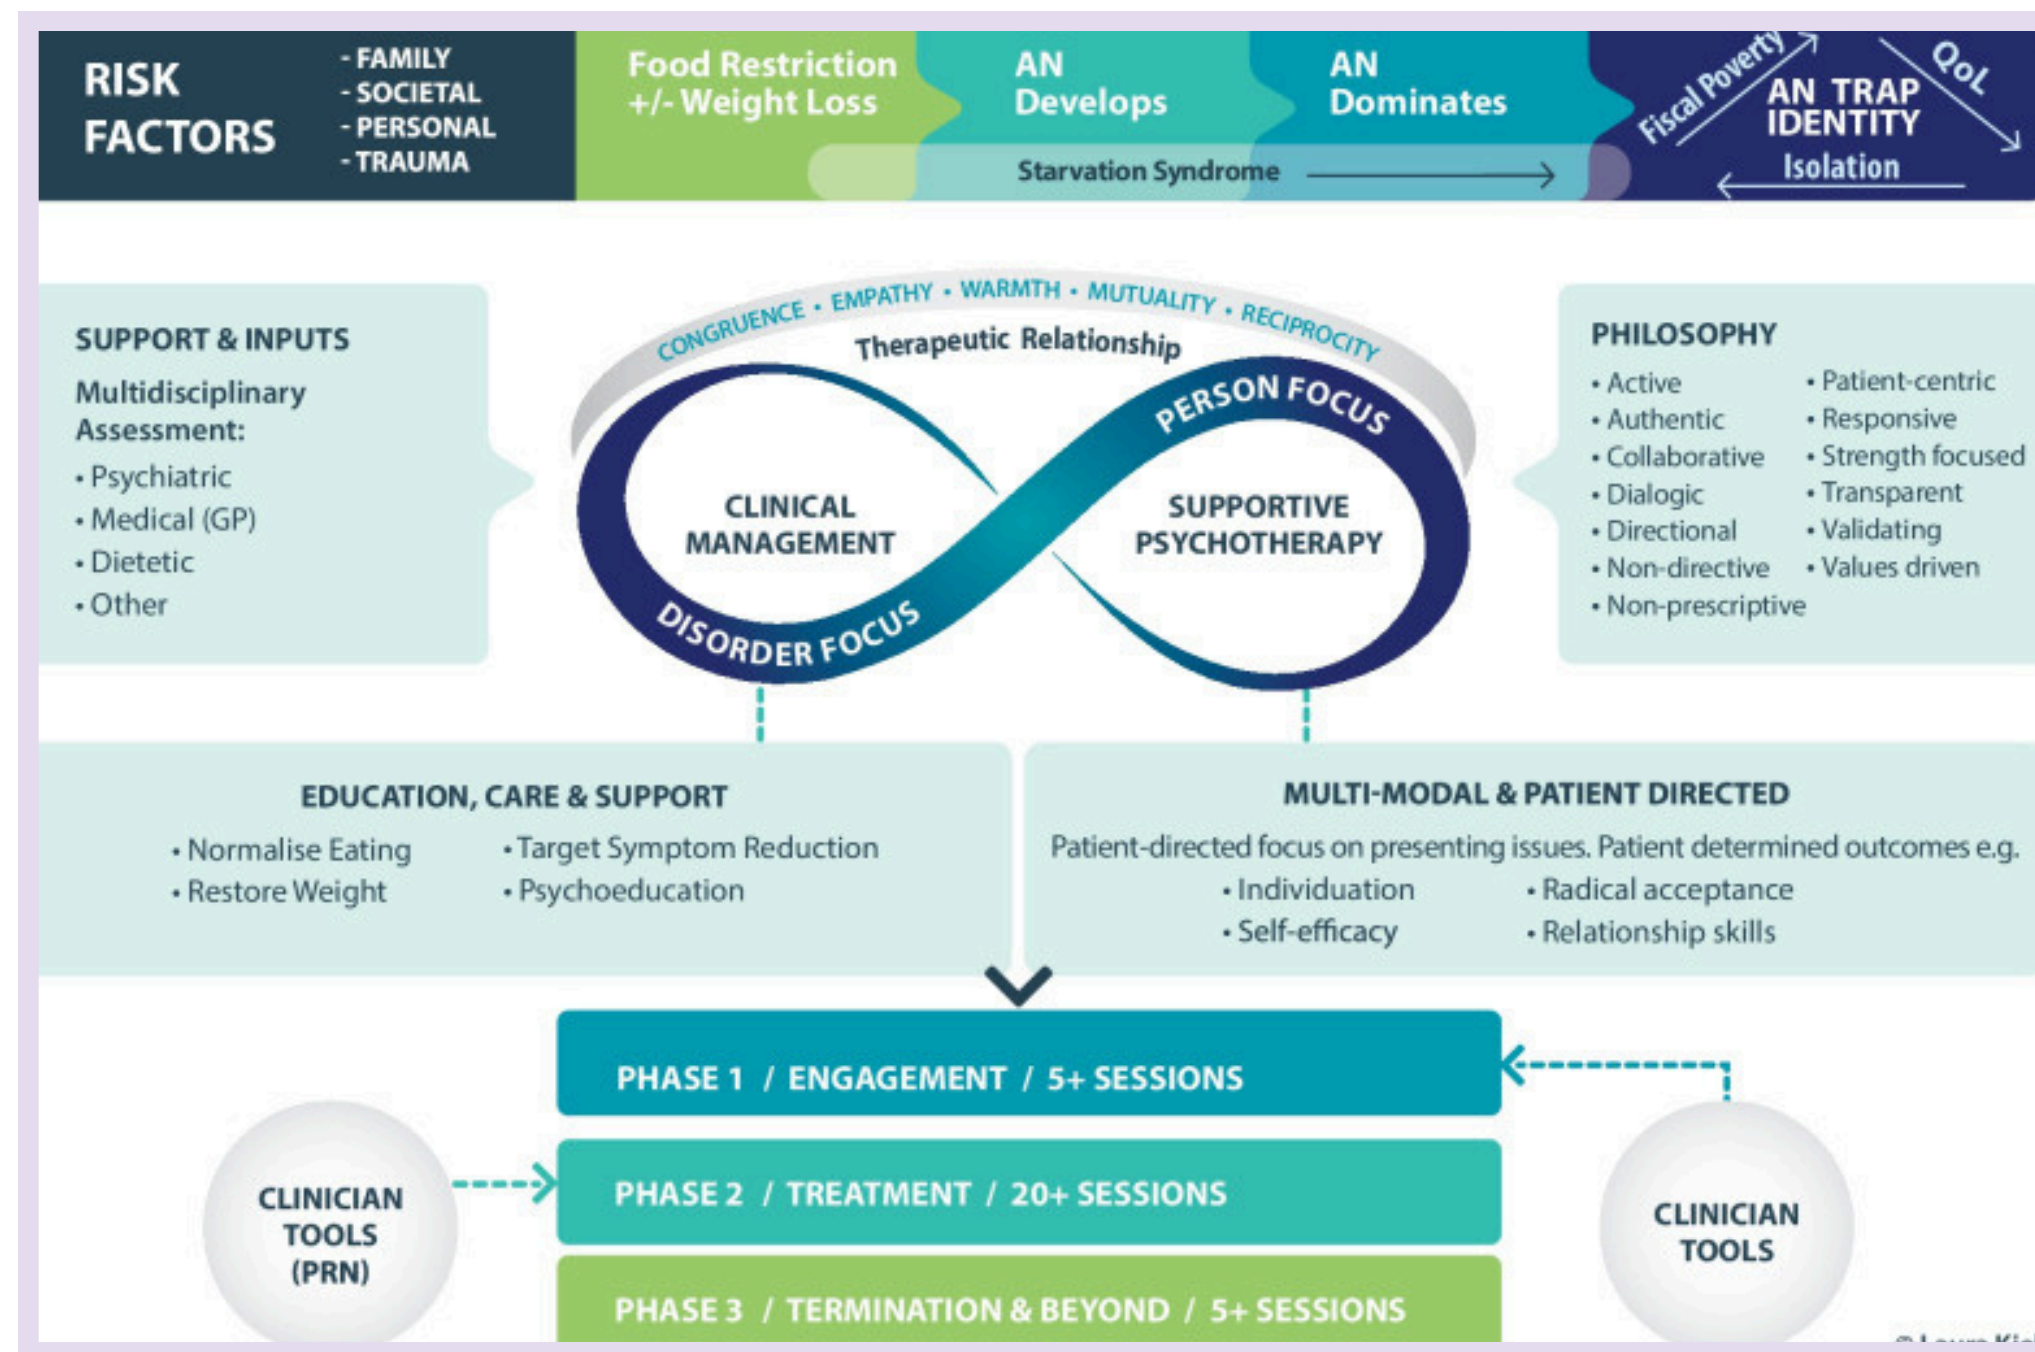 RISK
FACTORS
- FAMILY
- SOCIETAL
- PERSONAL
- TRAUMA
Food Restriction
+/- Weight Loss
AN
Develops
AN
Dominates
Starvation Syndrome
Fiscal Poverty
QoL
AN TRAP
IDENTITY
Isolation
SUPPORT & INPUTS
Multidisciplinary
Assessment:
• Psychiatric
• Medical (GP)
• Dietetic
• Other
CONGRUENCE • EMPATHY • WARMTH • MUTUALITY • RECIPROCITY
Therapeutic Relationship
PERSON FOCUS
CLINICAL
MANAGEMENT
SUPPORTIVE
PSYCHOTHERAPY
DISORDER FOCUS
PHILOSOPHY
• Active
• Authentic
• Collaborative
• Dialogic
• Directional
• Non-directive
• Non-prescriptive
• Patient-centric
• Responsive
• Strength focused
• Transparent
• Validating
• Values driven
EDUCATION, CARE & SUPPORT
• Normalise Eating
• Restore Weight
• Target Symptom Reduction
• Psychoeducation
MULTI-MODAL & PATIENT DIRECTED
Patient-directed focus on presenting issues. Patient determined outcomes e.g.
• Individuation
• Self-efficacy
• Radical acceptance
• Relationship skills
PHASE 1 / ENGAGEMENT / 5+ SESSIONS
PHASE 2 / TREATMENT / 20+ SESSIONS
PHASE 3 / TERMINATION & BEYOND / 5+ SESSIONS
CLINICIAN
TOOLS
(PRN)
CLINICIAN
TOOLS